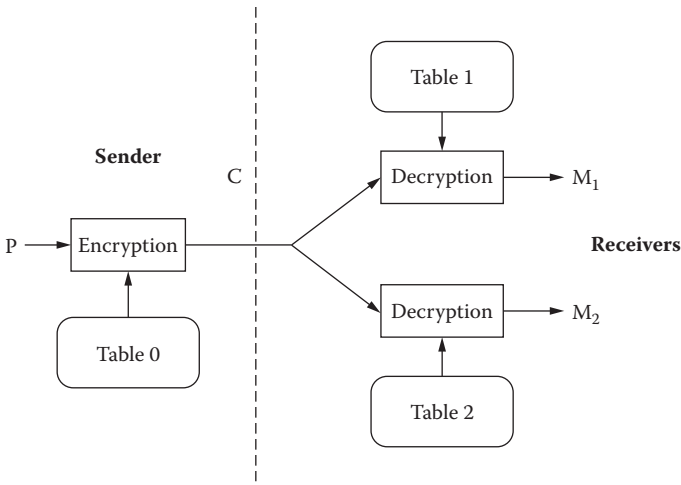 Table 1
Sender
C
Decryption
M₁
P
Encryption
Receivers
Decryption
M₂
Table 0
Table 2